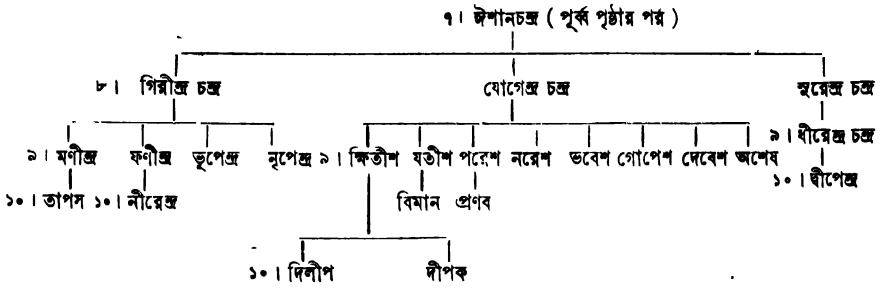 ৭। ঈশানচন্দ্র ( পূর্ব্ব পৃষ্ঠার পর )
৮। গিরীন্দ্র চন্দ্র যোগেন্দ্র চন্দ্র সুরেন্দ্র চন্দ্র
৯। ধীরেন্দ্র চন্দ্র
৯। মণীন্দ্র ফণীন্দ্র ভূপেন্দ্র নৃপেন্দ্র ৯। ক্ষিতীশ যতীশ পরেশ নরেশ ভবেশ গোপেশ দেবেশ অশেষ
১০। দ্বীপেন্দ্র
১০। তাপস ১০। নীরেন্দ্র বিমান প্রণব
১০। দিলীপ দীপক